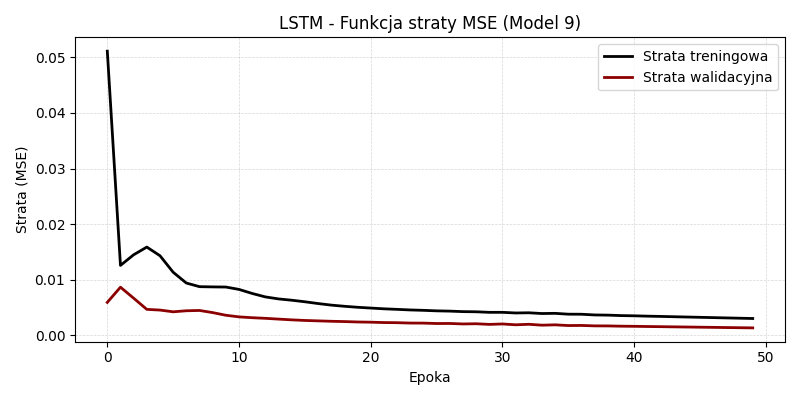 LSTM - Funkcja straty MSE (Model 9)
Strata treningowa
Strata walidacyjna
Strata (MSE)
0.05
0.04
0.03
0.02
0.01
0.00
0 10 20 30 40 50
Epoka